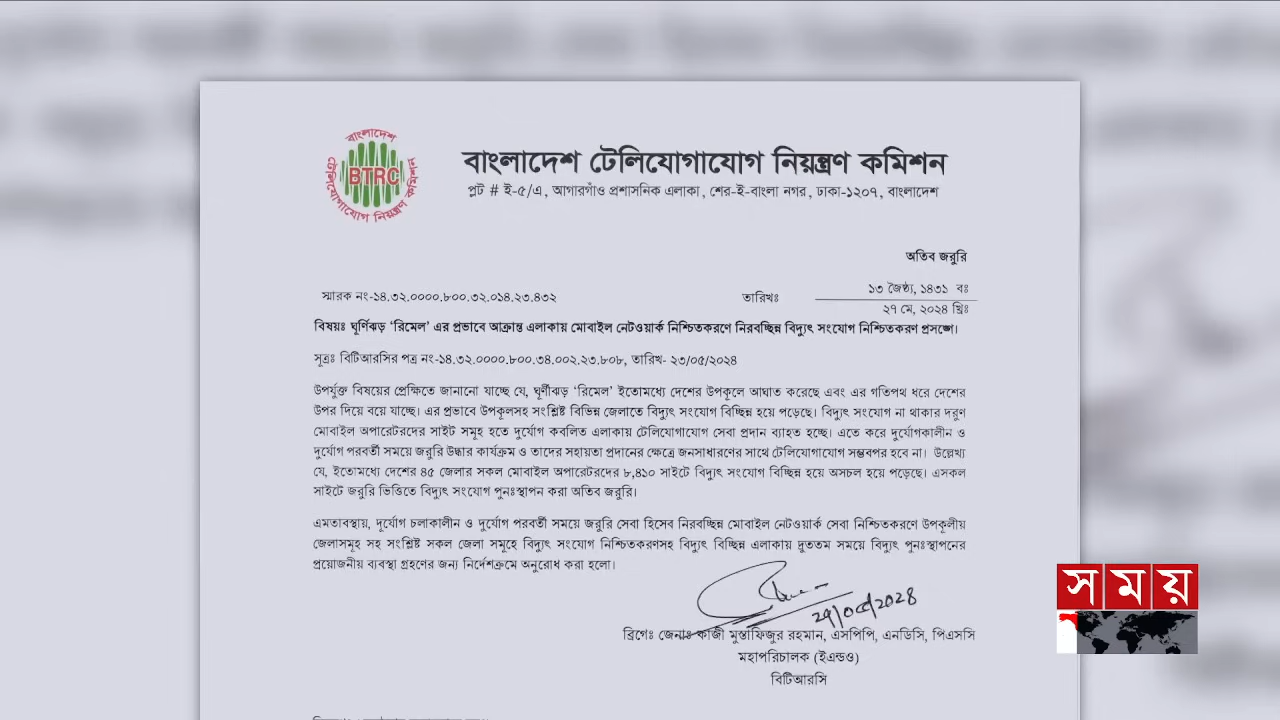 বাংলাদেশ
BTRC
টেলিযোগাযোগ নিয়ন্ত্রণ কমিশন
বাংলাদেশ টেলিযোগাযোগ নিয়ন্ত্রণ কমিশন
প্লট # ই-৫/এ, আগারগাঁও প্রশাসনিক এলাকা, শের-ই-বাংলা নগর, ঢাকা-১২০৭, বাংলাদেশ
অতিব জরুরি
স্মারক নং-১৪.৩২.০০০০.৮০০.৩২.০১৪.২৩.৪৩২
তারিখঃ
১৩ জৈষ্ঠ্য, ১৪৩১ বঃ
২৭ মে, ২০২৪ খ্রিঃ
বিষয়ঃ ঘূর্ণিঝড় ‘রিমেল’ এর প্রভাবে আক্রান্ত এলাকায় মোবাইল নেটওয়ার্ক নিশ্চিতকরণে নিরবচ্ছিন্ন বিদ্যুৎ সংযোগ নিশ্চিতকরণ প্রসঙ্গে।
সূত্রঃ বিটিআরসির পত্র নং-১৪.৩২.০০০০.৮০০.৩৪.০০২.২৩.৮০৮, তারিখ- ২৩/০৫/২০২৪
উপর্যুক্ত বিষয়ের প্রেক্ষিতে জানানো যাচ্ছে যে, ঘূর্ণীঝড় ‘রিমেল’ ইতোমধ্যে দেশের উপকূলে আঘাত করেছে এবং এর গতিপথ ধরে দেশের
উপর দিয়ে বয়ে যাচ্ছে। এর প্রভাবে উপকূলসহ সংশ্লিষ্ট বিভিন্ন জেলাতে বিদ্যুৎ সংযোগ বিচ্ছিন্ন হয়ে পড়েছে। বিদ্যুৎ সংযোগ না থাকার দরুণ
মোবাইল অপারেটরদের সাইট সমূহ হতে দুর্যোগ কবলিত এলাকায় টেলিযোগাযোগ সেবা প্রদান ব্যাহত হচ্ছে। এতে করে দুর্যোগকালীন ও
দুর্যোগ পরবর্তী সময়ে জরুরি উদ্ধার কার্যক্রম ও তাদের সহায়তা প্রদানের ক্ষেত্রে জনসাধারণের সাথে টেলিযোগাযোগ সম্ভবপর হবে না। উল্লেখ্য
যে, ইতোমধ্যে দেশের ৪৫ জেলার সকল মোবাইল অপারেটরদের ৮,৪১০ সাইটে বিদ্যুৎ সংযোগ বিচ্ছিন্ন হয়ে অসচল হয়ে পড়েছে। এসকল
সাইটে জরুরি ভিত্তিতে বিদ্যুৎ সংযোগ পুনঃস্থাপন করা অতিব জরুরি।
এমতাবস্থায়, দূর্যোগ চলাকালীন ও দুর্যোগ পরবর্তী সময়ে জরুরি সেবা হিসেব নিরবচ্ছিন্ন মোবাইল নেটওয়ার্ক সেবা নিশ্চিতকরণে উপকূলীয়
জেলাসমূহ সহ সংশ্লিষ্ট সকল জেলা সমূহে বিদ্যুৎ সংযোগ নিশ্চিতকরণসহ বিদ্যুৎ বিচ্ছিন্ন এলাকায় দ্রুততম সময়ে বিদ্যুৎ পুনঃস্থাপনের
প্রয়োজনীয় ব্যবস্থা গ্রহণের জন্য নির্দেশক্রমে অনুরোধ করা হলো।
২৭/০৫/২০২৪
ব্রিগেঃ জেনাঃ কাজী মুস্তাফিজুর রহমান, এসপিপি, এনডিসি, পিএসসি
মহাপরিচালক (ইএন্ডও)
বিটিআরসি
সময়